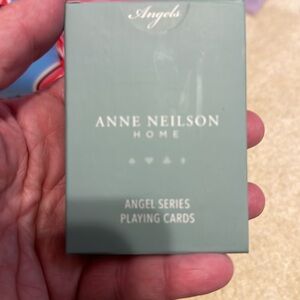 Angels
ANNE NEILSON
HOME
ANGEL SERIES
PLAYING CARDS